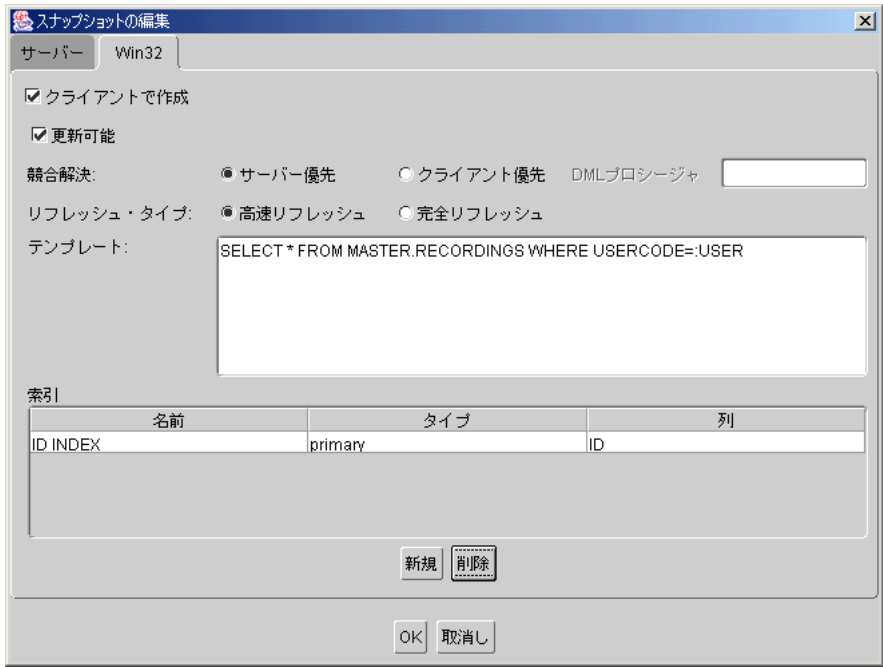 スナップショットの編集
サーバー Win32
クライアントで作成
更新可能
競合解決: サーバー優先 クライアント優先 DMLプロシージャ
リフレッシュ・タイプ: 高速リフレッシュ 完全リフレッシュ
テンプレート: SELECT * FROM MASTER.RECORDINGS WHERE USERCODE=:USER
索引
名前 タイプ 列
ID INDEX primary ID
新規 削除
OK 取消し